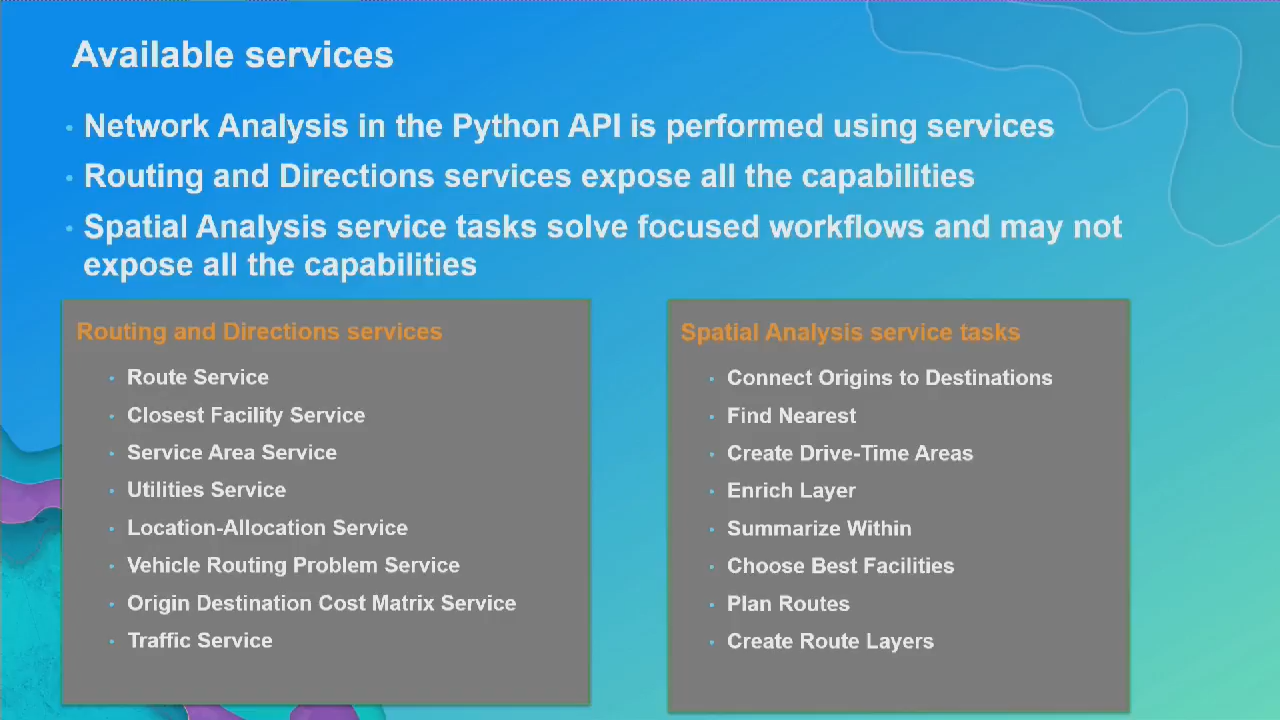 Available services
Network Analysis in the Python API is performed using services
Routing and Directions services expose all the capabilities
Spatial Analysis service tasks solve focused workflows and may not
expose all the capabilities
Routing and Directions services
Route Service
Closest Facility Service
Service Area Service
Utilities Service
Location-Allocation Service
Vehicle Routing Problem Service
Origin Destination Cost Matrix Service
Traffic Service
Spatial Analysis service tasks
Connect Origins to Destinations
Find Nearest
Create Drive-Time Areas
Enrich Layer
Summarize Within
Choose Best Facilities
Plan Routes
Create Route Layers